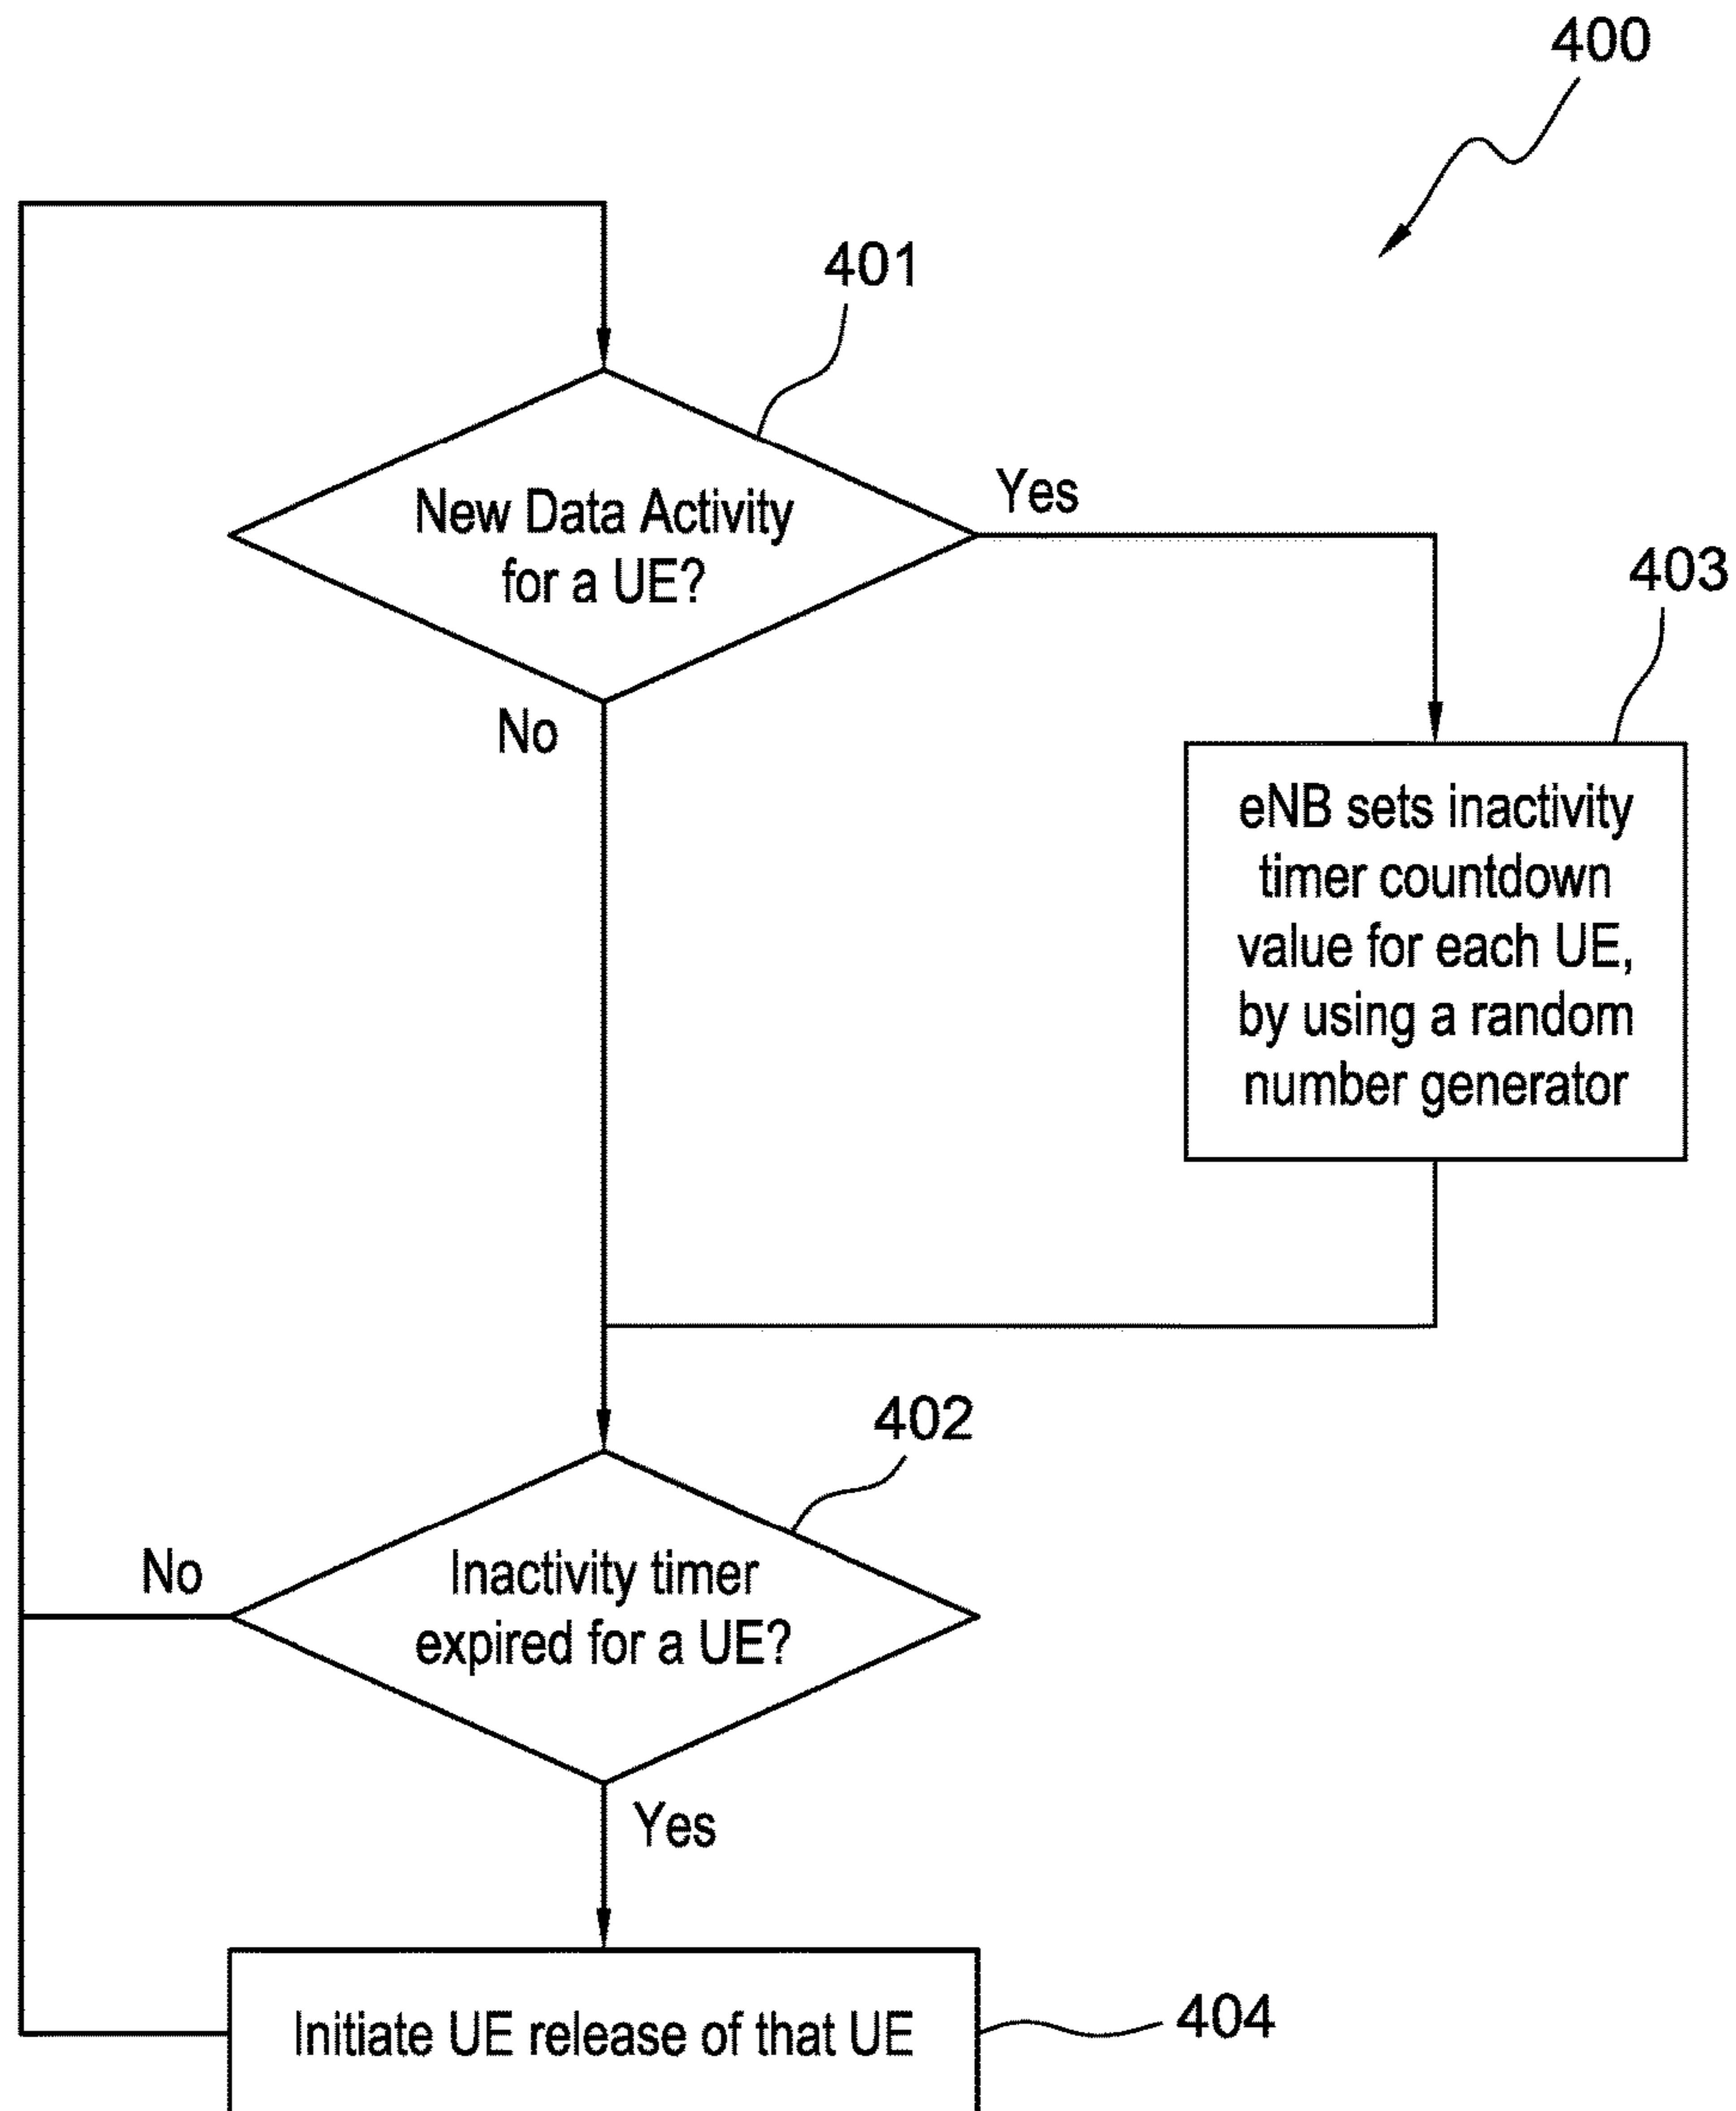 400
401
New Data Activity
for a UE?
Yes
No
403
eNB sets inactivity
timer countdown
value for each UE,
by using a random
number generator
402
Inactivity timer
expired for a UE?
No
Yes
Initiate UE release of that UE
404